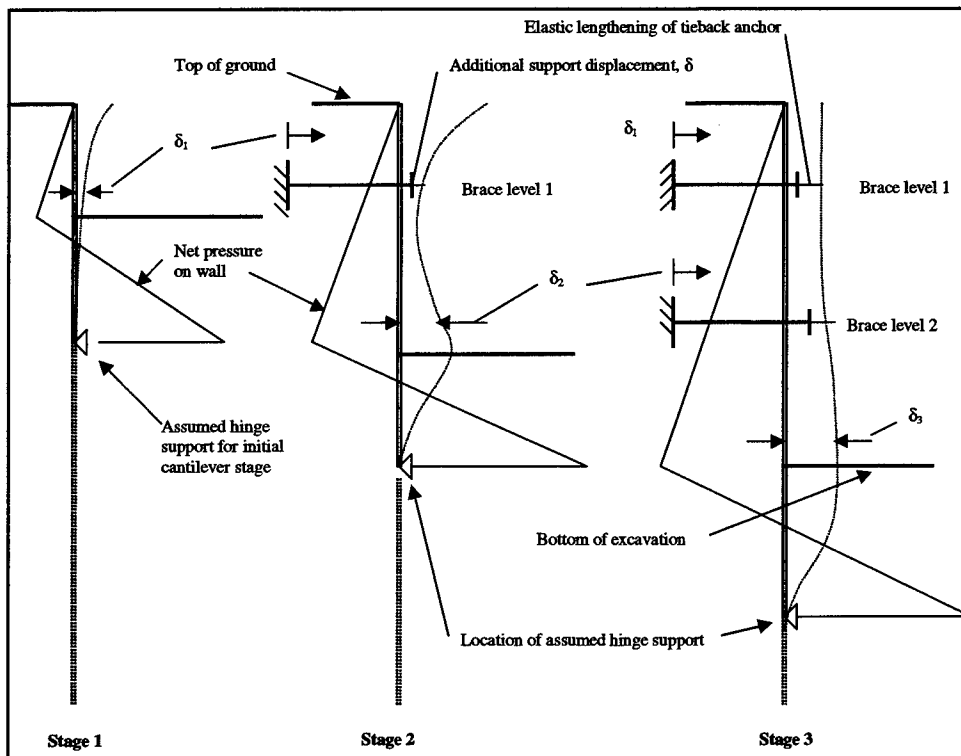 Elastic lengthening of tieback anchor
Top of ground
Additional support displacement, δ
δ₁
δ₁
Brace level 1
Brace level 1
Net pressure
on wall
δ₂
Brace level 2
Assumed hinge
support for initial
cantilever stage
δ₃
Bottom of excavation
Location of assumed hinge support
Stage 1
Stage 2
Stage 3